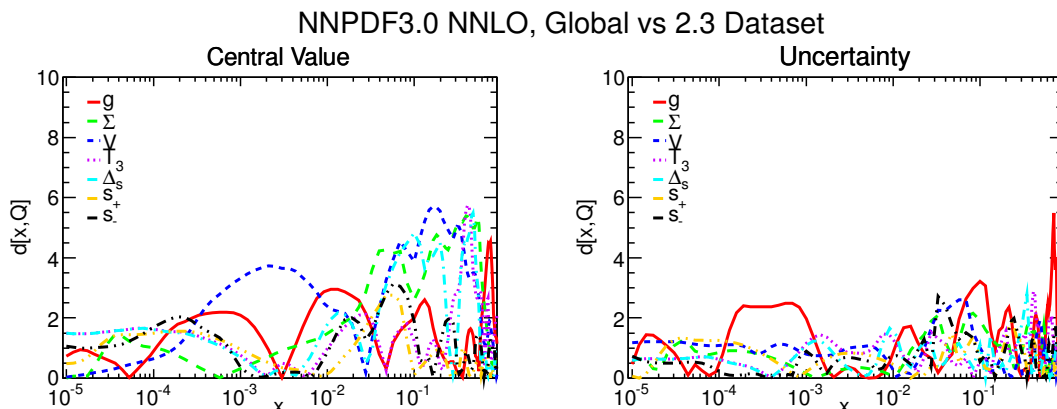 NNPDF3.0 NNLO, Global vs 2.3 Dataset
Central Value
d[x,Q]
10
8
6
4
2
0
g
Σ
V
T₃
Δₛ
s₊
s₋
10⁻⁵ 10⁻⁴ 10⁻³ 10⁻² 10⁻¹
x
Uncertainty
d[x,Q]
10
8
6
4
2
0
g
Σ
V
T₃
Δₛ
s₊
s₋
10⁻⁵ 10⁻⁴ 10⁻³ 10⁻² 10⁻¹
x